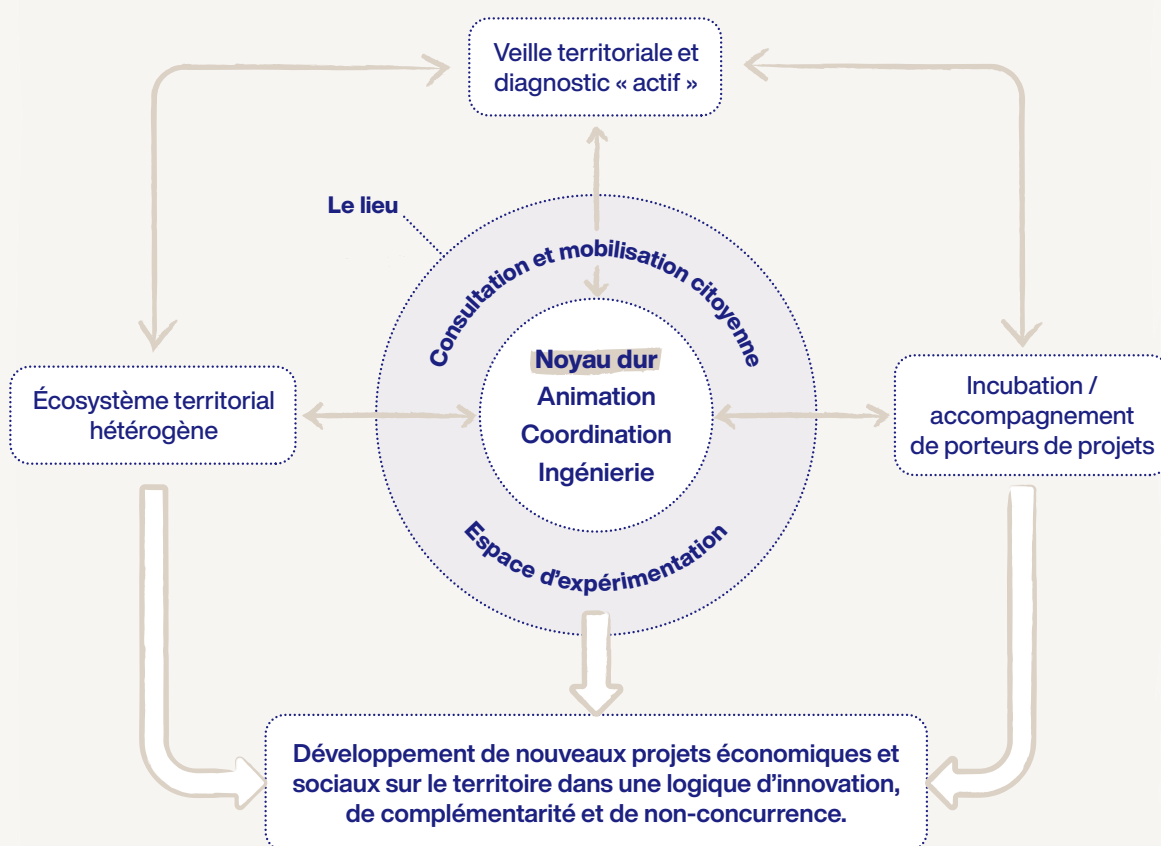 Veille territoriale et
diagnostic « actif »
Le lieu
Consultation et mobilisation citoyenne
Noyau dur
Animation
Coordination
Ingénierie
Espace d’expérimentation
Écosystème territorial
hétérogène
Incubation /
accompagnement
de porteurs de projets
Développement de nouveaux projets économiques et
sociaux sur le territoire dans une logique d’innovation,
de complémentarité et de non-concurrence.